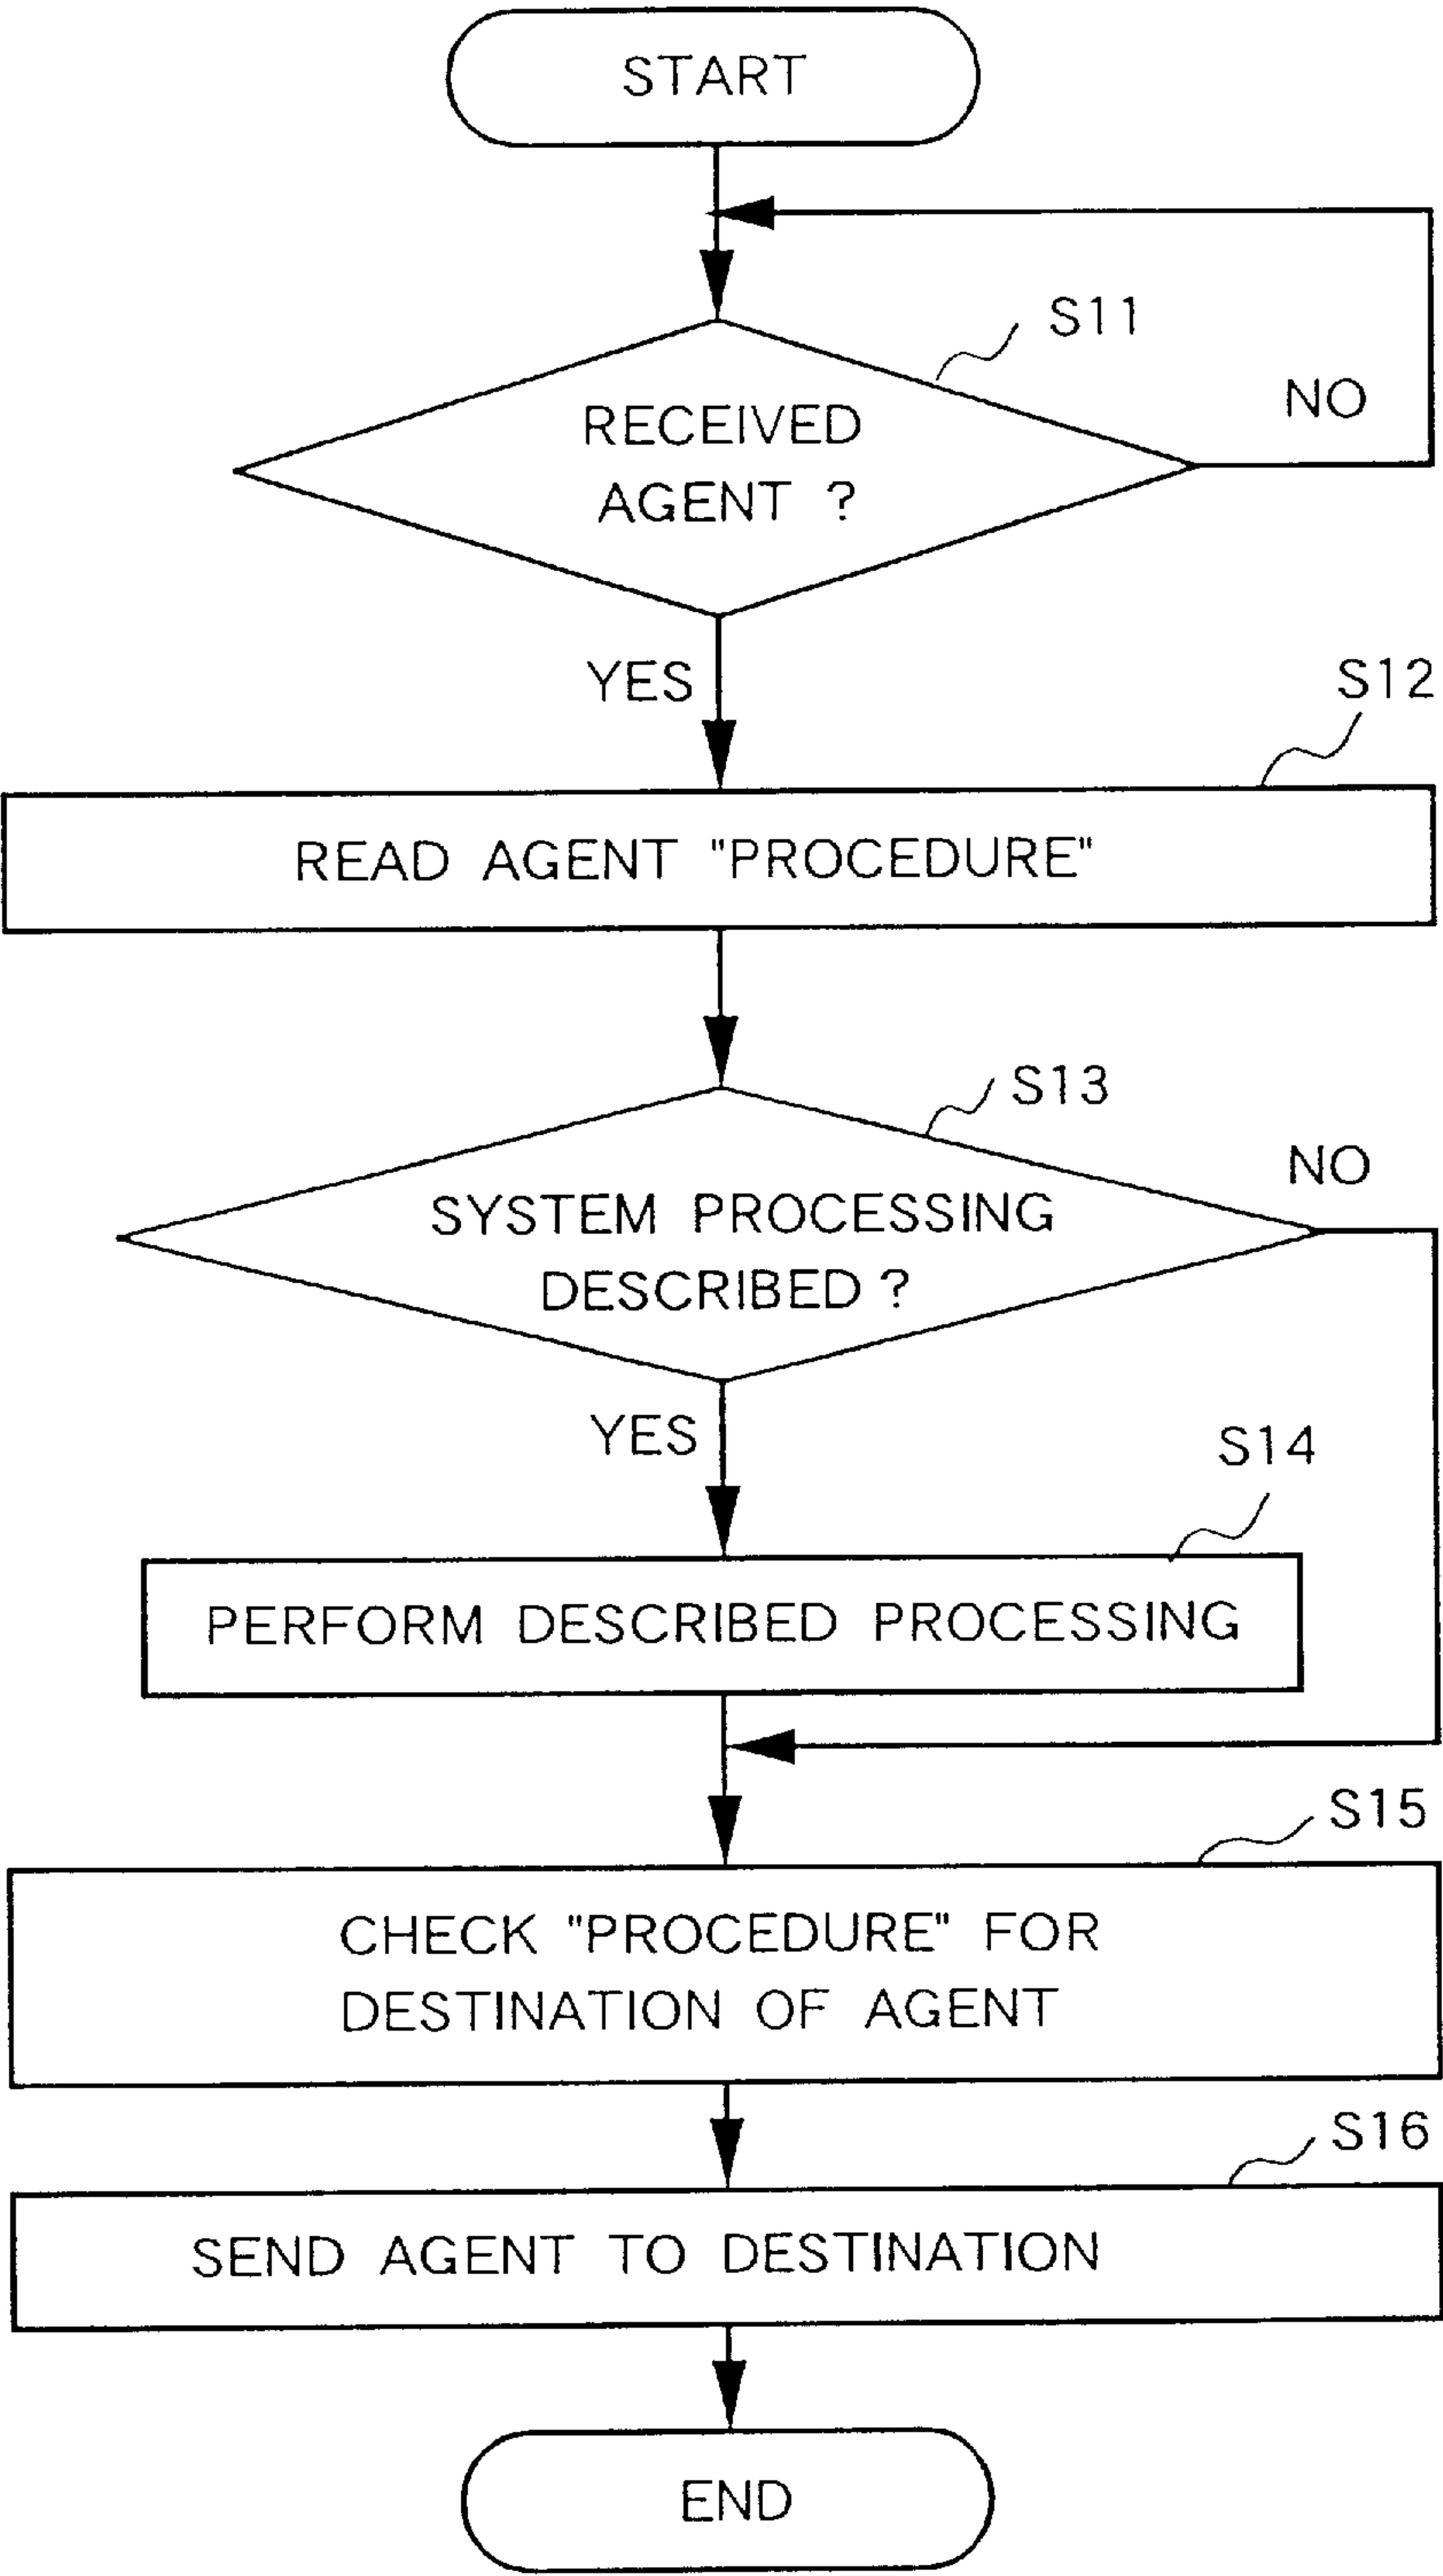 START
S11
NO
RECEIVED
AGENT ?
YES
S12
READ AGENT "PROCEDURE"
S13
NO
SYSTEM PROCESSING
DESCRIBED ?
YES
S14
PERFORM DESCRIBED PROCESSING
S15
CHECK "PROCEDURE" FOR
DESTINATION OF AGENT
S16
SEND AGENT TO DESTINATION
END